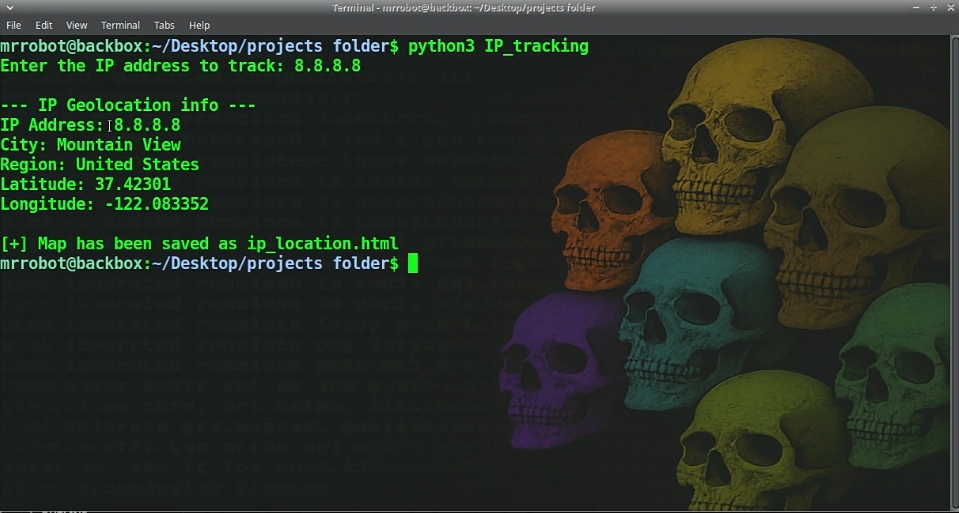 Terminal - mrrobot@backbox: ~/Desktop/projects folder
File Edit View Terminal Tabs Help
mrrobot@backbox:~/Desktop/projects folder$ python3 IP_tracking
Enter the IP address to track: 8.8.8.8
--- IP Geolocation info ---
IP Address: 8.8.8.8
City: Mountain View
Region: United States
Latitude: 37.42301
Longitude: -122.083352
[+] Map has been saved as ip_location.html
mrrobot@backbox:~/Desktop/projects folder$